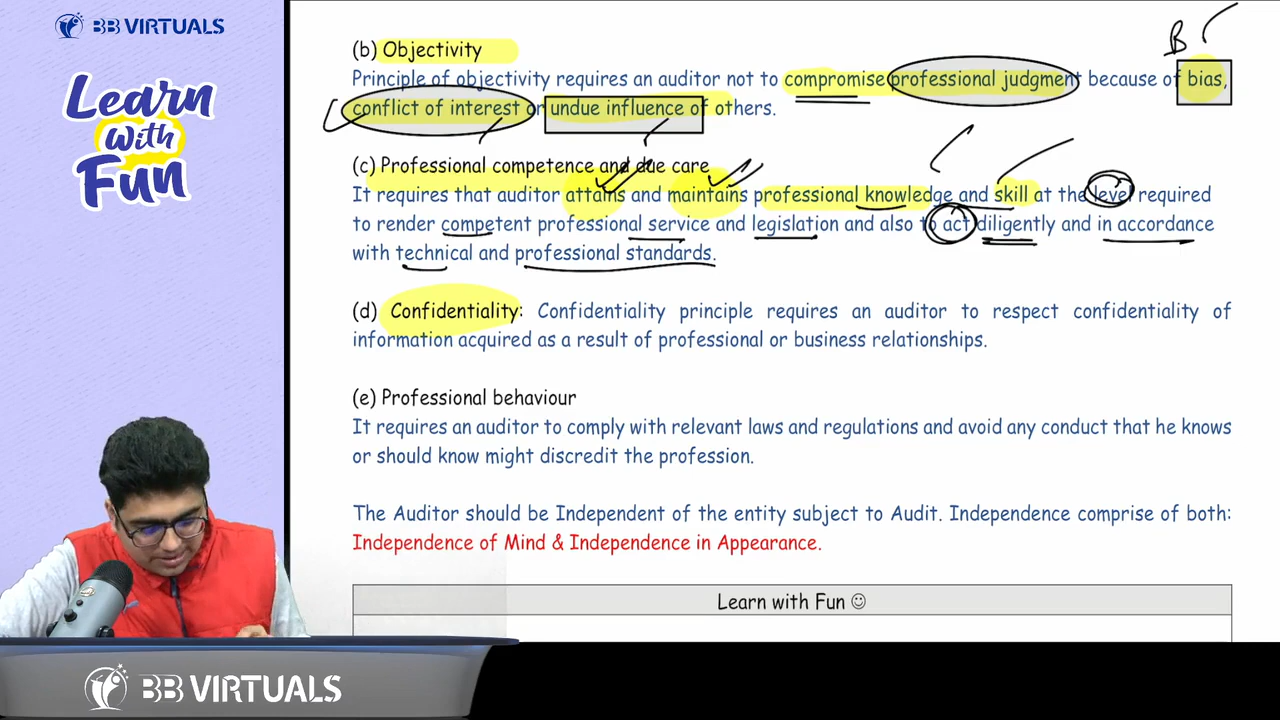 BB VIRTUALS
Learn
with
Fun
B
(b) Objectivity
Principle of objectivity requires an auditor not to compromise professional judgment because of bias,
conflict of interest or undue influence of others.
(c) Professional competence and due care
It requires that auditor attains and maintains professional knowledge and skill at the level required
to render competent professional service and legislation and also to act diligently and in accordance
with technical and professional standards.
(d) Confidentiality: Confidentiality principle requires an auditor to respect confidentiality of
information acquired as a result of professional or business relationships.
(e) Professional behaviour
It requires an auditor to comply with relevant laws and regulations and avoid any conduct that he knows
or should know might discredit the profession.
The Auditor should be Independent of the entity subject to Audit. Independence comprise of both:
Independence of Mind & Independence in Appearance.
Learn with Fun ☺
BB VIRTUALS